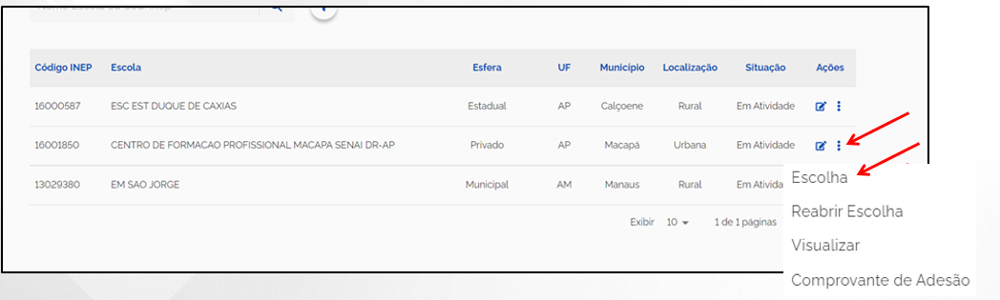 Código INEP Escola Esfera UF Município Localização Situação Ações
16000587 ESC EST DUQUE DE CAXIAS Estadual AP Calçoene Rural Em Atividade
16001850 CENTRO DE FORMACAO PROFISSIONAL MACAPA SENAI DR-AP Privado AP Macapá Urbana Em Atividade
13029380 EM SAO JORGE Municipal AM Manaus Rural Em Ativida
Exibir 10 1 de 1 páginas
Escolha
Reabrir Escolha
Visualizar
Comprovante de Adesão